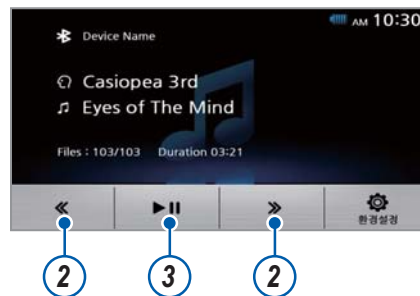 AM 10:30
Device Name
Casiopea 3rd
Eyes of The Mind
Files : 103/103 Duration 03:21
환경설정
2 3 2